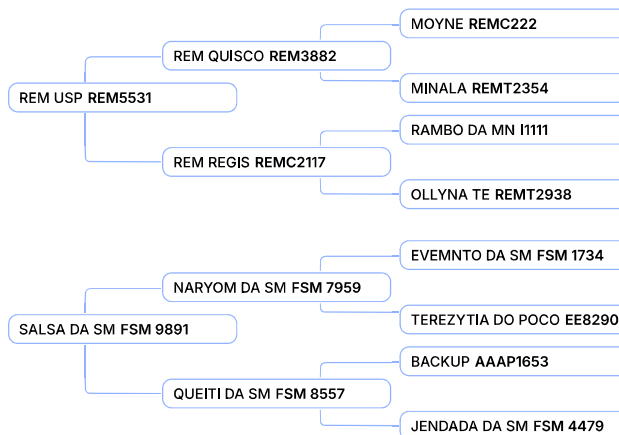 MOYNE REMC222
REM QUISCO REM3882
MINALA REMT2354
REM USP REM5531
RAMBO DA MN I1111
REM REGIS REMC2117
OLLYNA TE REMT2938
EVEMNTO DA SM FSM 1734
NARYOM DA SM FSM 7959
TEREZYTIA DO POCO EE8290
SALSA DA SM FSM 9891
BACKUP AAAP1653
QUEITI DA SM FSM 8557
JENDADA DA SM FSM 4479